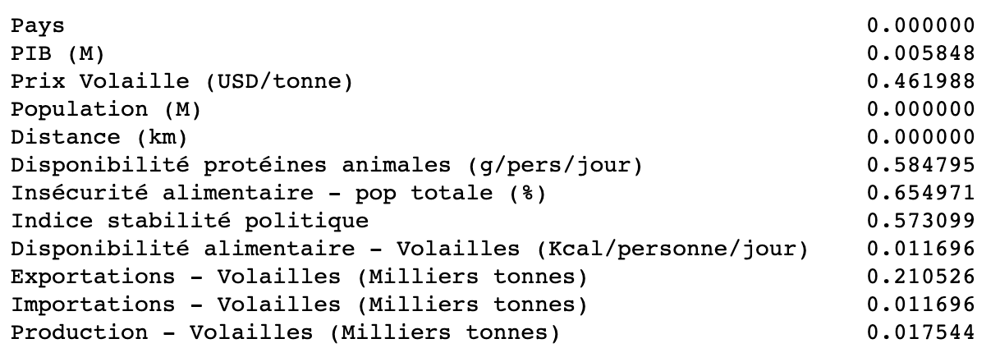 Pays 0.000000
PIB (M) 0.005848
Prix Volaille (USD/tonne) 0.461988
Population (M) 0.000000
Distance (km) 0.000000
Disponibilité protéines animales (g/pers/jour) 0.584795
Insécurité alimentaire - pop totale (%) 0.654971
Indice stabilité politique 0.573099
Disponibilité alimentaire - Volailles (Kcal/personne/jour) 0.011696
Exportations - Volailles (Milliers tonnes) 0.210526
Importations - Volailles (Milliers tonnes) 0.011696
Production - Volailles (Milliers tonnes) 0.017544